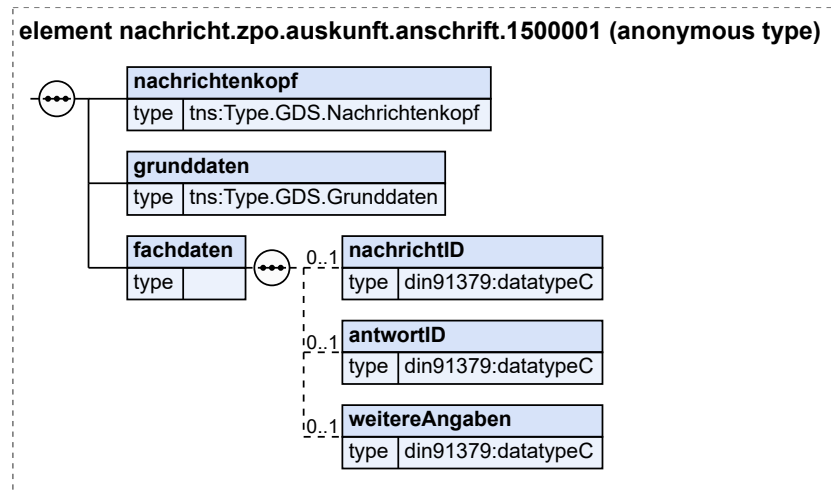 element nachricht.zpo.auskunft.anschrift.1500001 (anonymous type)
nachrichtenkopf
type tns:Type.GDS.Nachrichtenkopf
grunddaten
type tns:Type.GDS.Grunddaten
fachdaten
type
0..1 nachrichtID
type din91379:datatypeC
0..1 antwortID
type din91379:datatypeC
0..1 weitereAngaben
type din91379:datatypeC